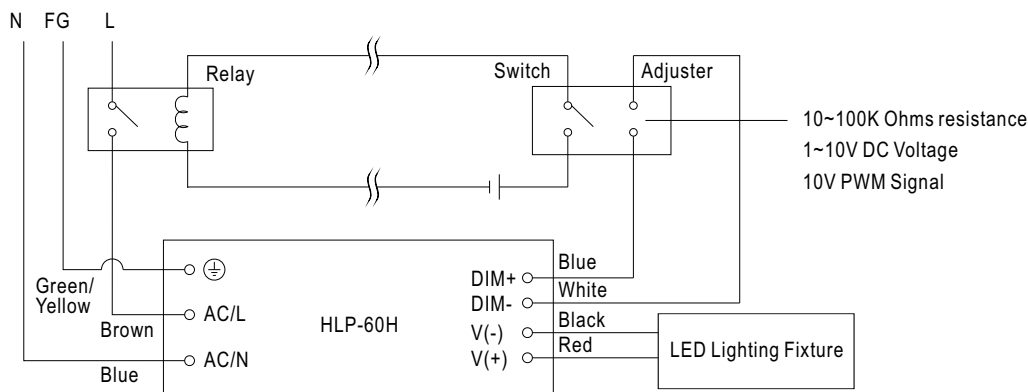 N FG L
Relay
Switch
Adjuster
10~100K Ohms resistance
1~10V DC Voltage
10V PWM Signal
Green/
Yellow
Brown
Blue
AC/L
AC/N
HLP-60H
DIM+
DIM-
V(-)
V(+)
Blue
White
Black
Red
LED Lighting Fixture